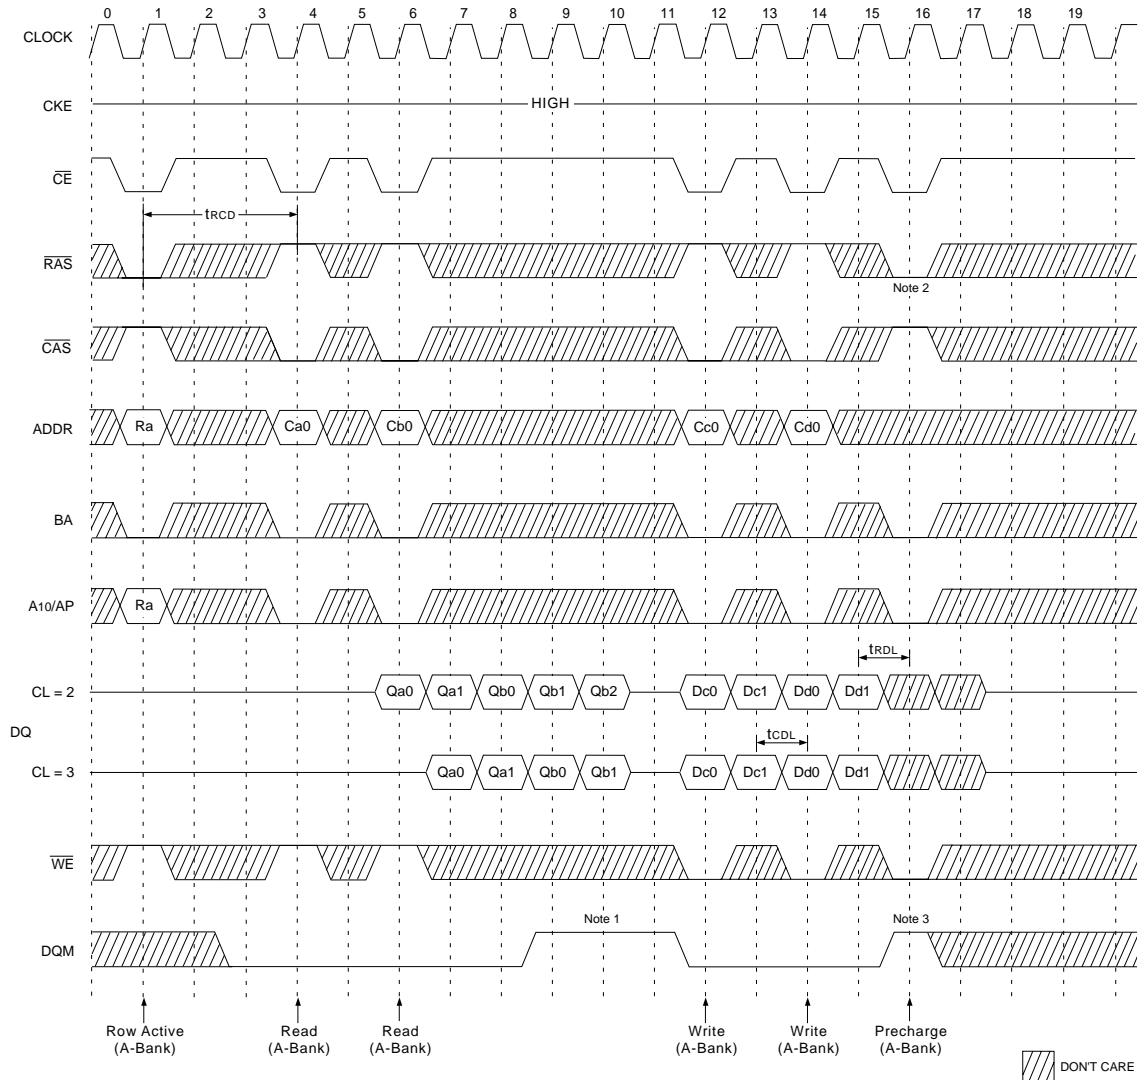 0 1 2 3 4 5 6 7 8 9 10 11 12 13 14 15 16 17 18 19
CLOCK
CKE HIGH
CE
tRCD
RAS
Note 2
CAS
ADDR Ra Ca0 Cb0 Cc0 Cd0
BA
A10/AP Ra
tRDL
CL = 2 Qa0 Qa1 Qb0 Qb1 Qb2 Dc0 Dc1 Dd0 Dd1
DQ
tCDL
CL = 3 Qa0 Qa1 Qb0 Qb1 Dc0 Dc1 Dd0 Dd1
WE
Note 1 Note 3
DQM
Row Active Read Read Write Write Precharge
(A-Bank) (A-Bank) (A-Bank) (A-Bank) (A-Bank) (A-Bank)
DON'T CARE